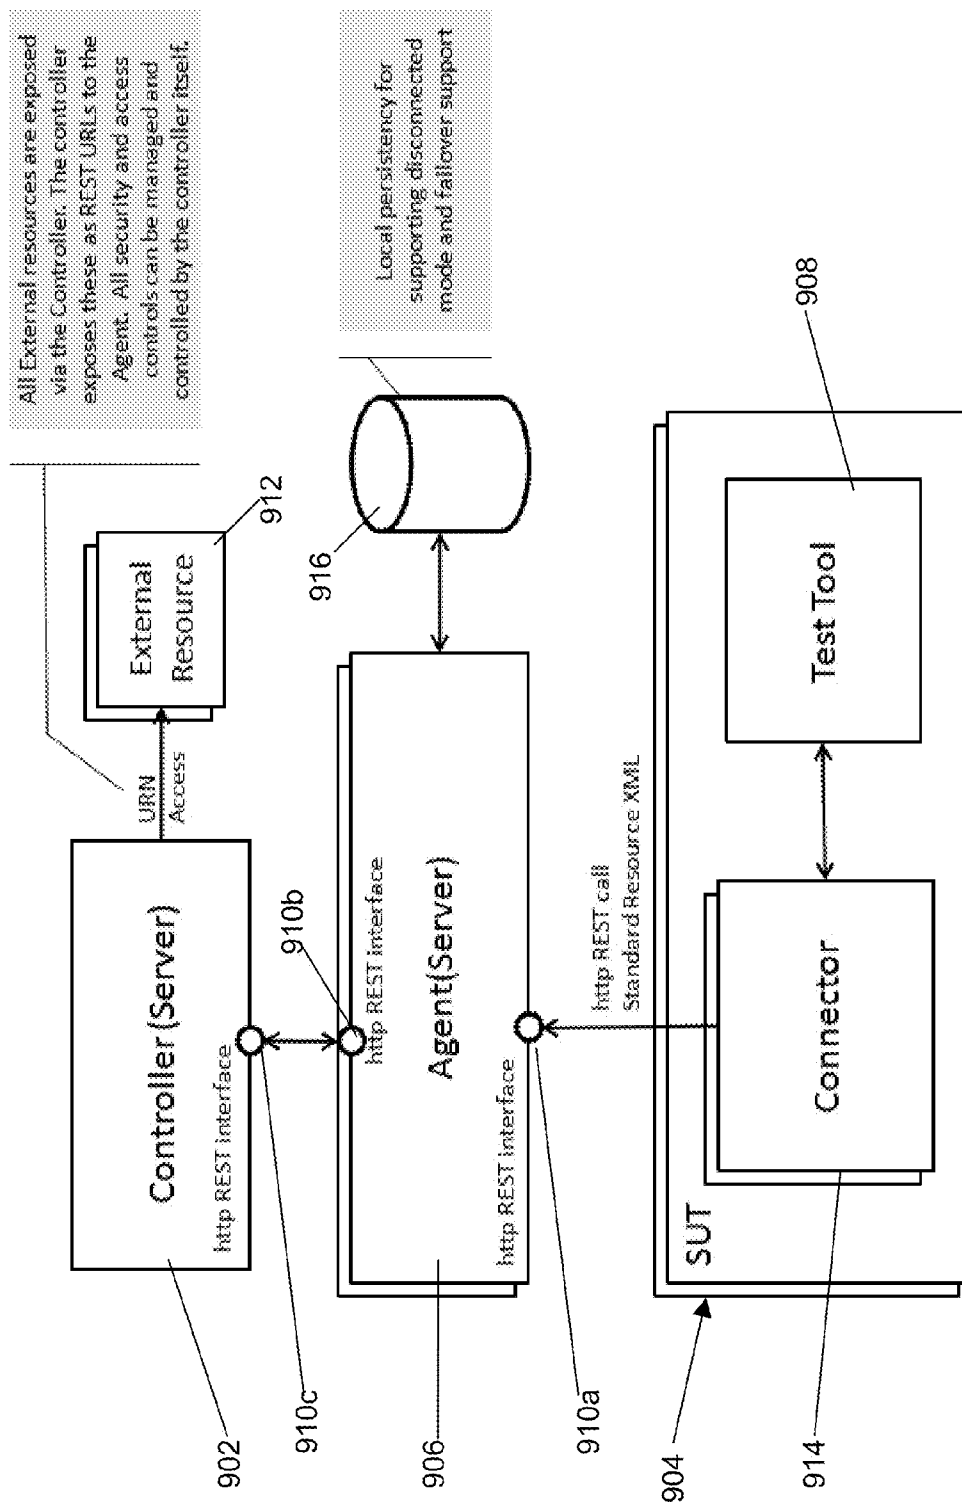 All External resources are exposed
via the Controller. The controller
exposes these as REST URLs to the
Agent. All security and access
controls can be managed and
controlled by the controller itself.
Local persistency for
supporting disconnected
mode and failover support
902
Controller(Server)
http REST interface
URN
Access
External
Resource
912
910c
910b
906
http REST interface
Agent(Server)
http REST interface
916
910a
http REST call
Standard Resource XML
904
SUT
Connector
914
Test Tool
908